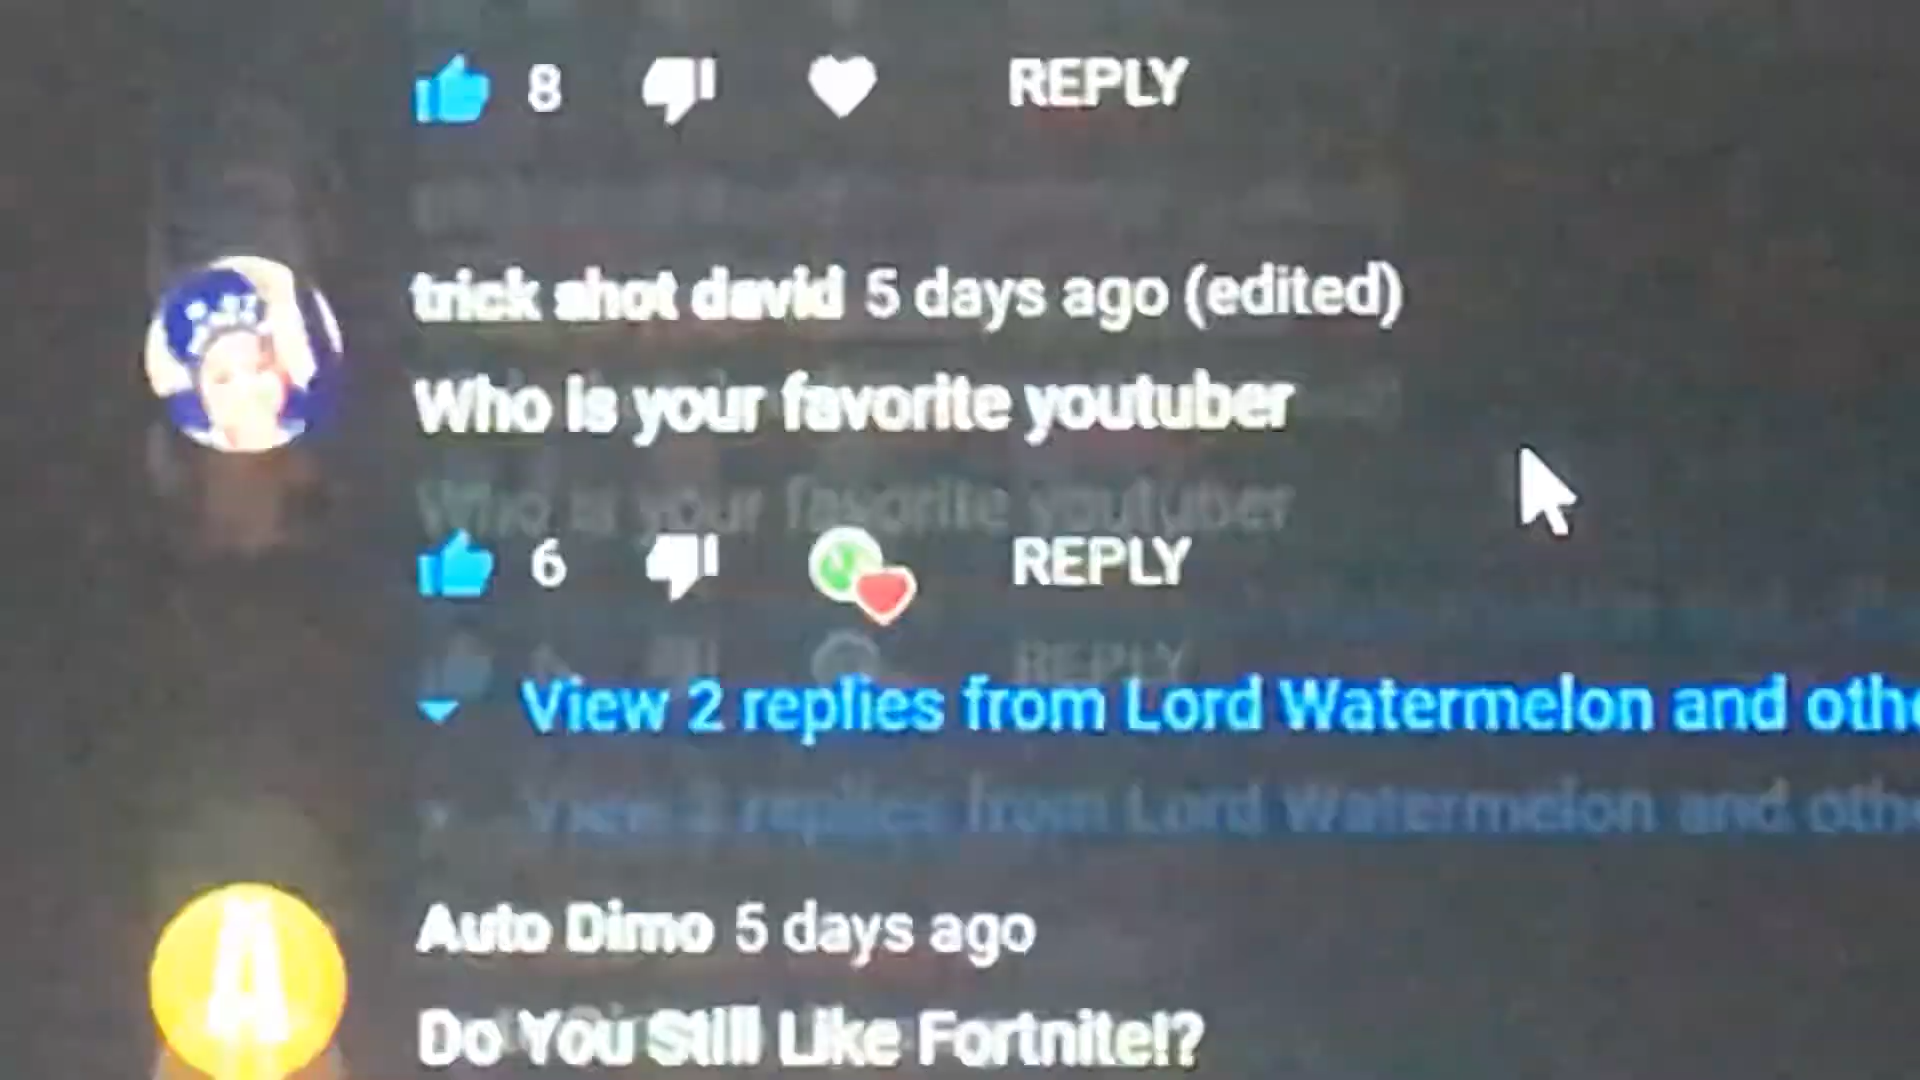 8 REPLY
trick shot david 5 days ago (edited)
Who is your favorite youtuber
6 REPLY
View 2 replies from Lord Watermelon and othe
A
Auto Dimo 5 days ago
Do You Still Like Fortnite!?